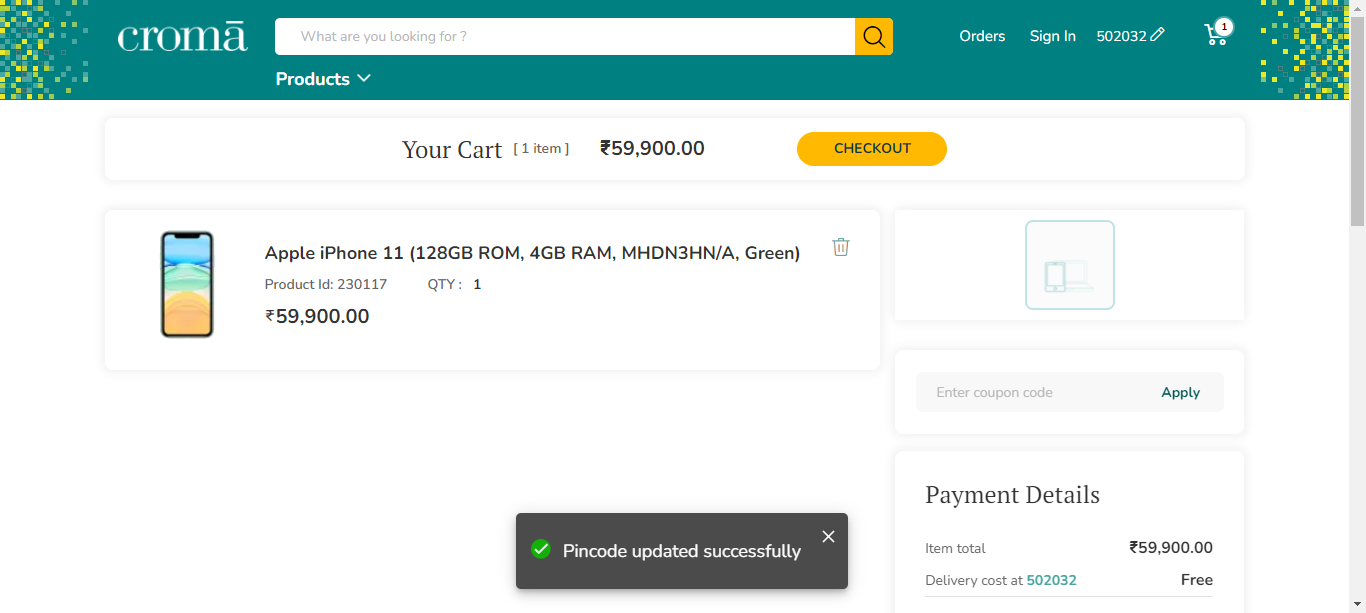 cromā
What are you looking for ?
Orders
Sign In
502032
1
Products
Your Cart [ 1 item ] ₹59,900.00 CHECKOUT
Apple iPhone 11 (128GB ROM, 4GB RAM, MHDN3HN/A, Green)
Product Id: 230117 QTY : 1
₹59,900.00
Enter coupon code Apply
Payment Details
Item total ₹59,900.00
Delivery cost at 502032 Free
Pincode updated successfully